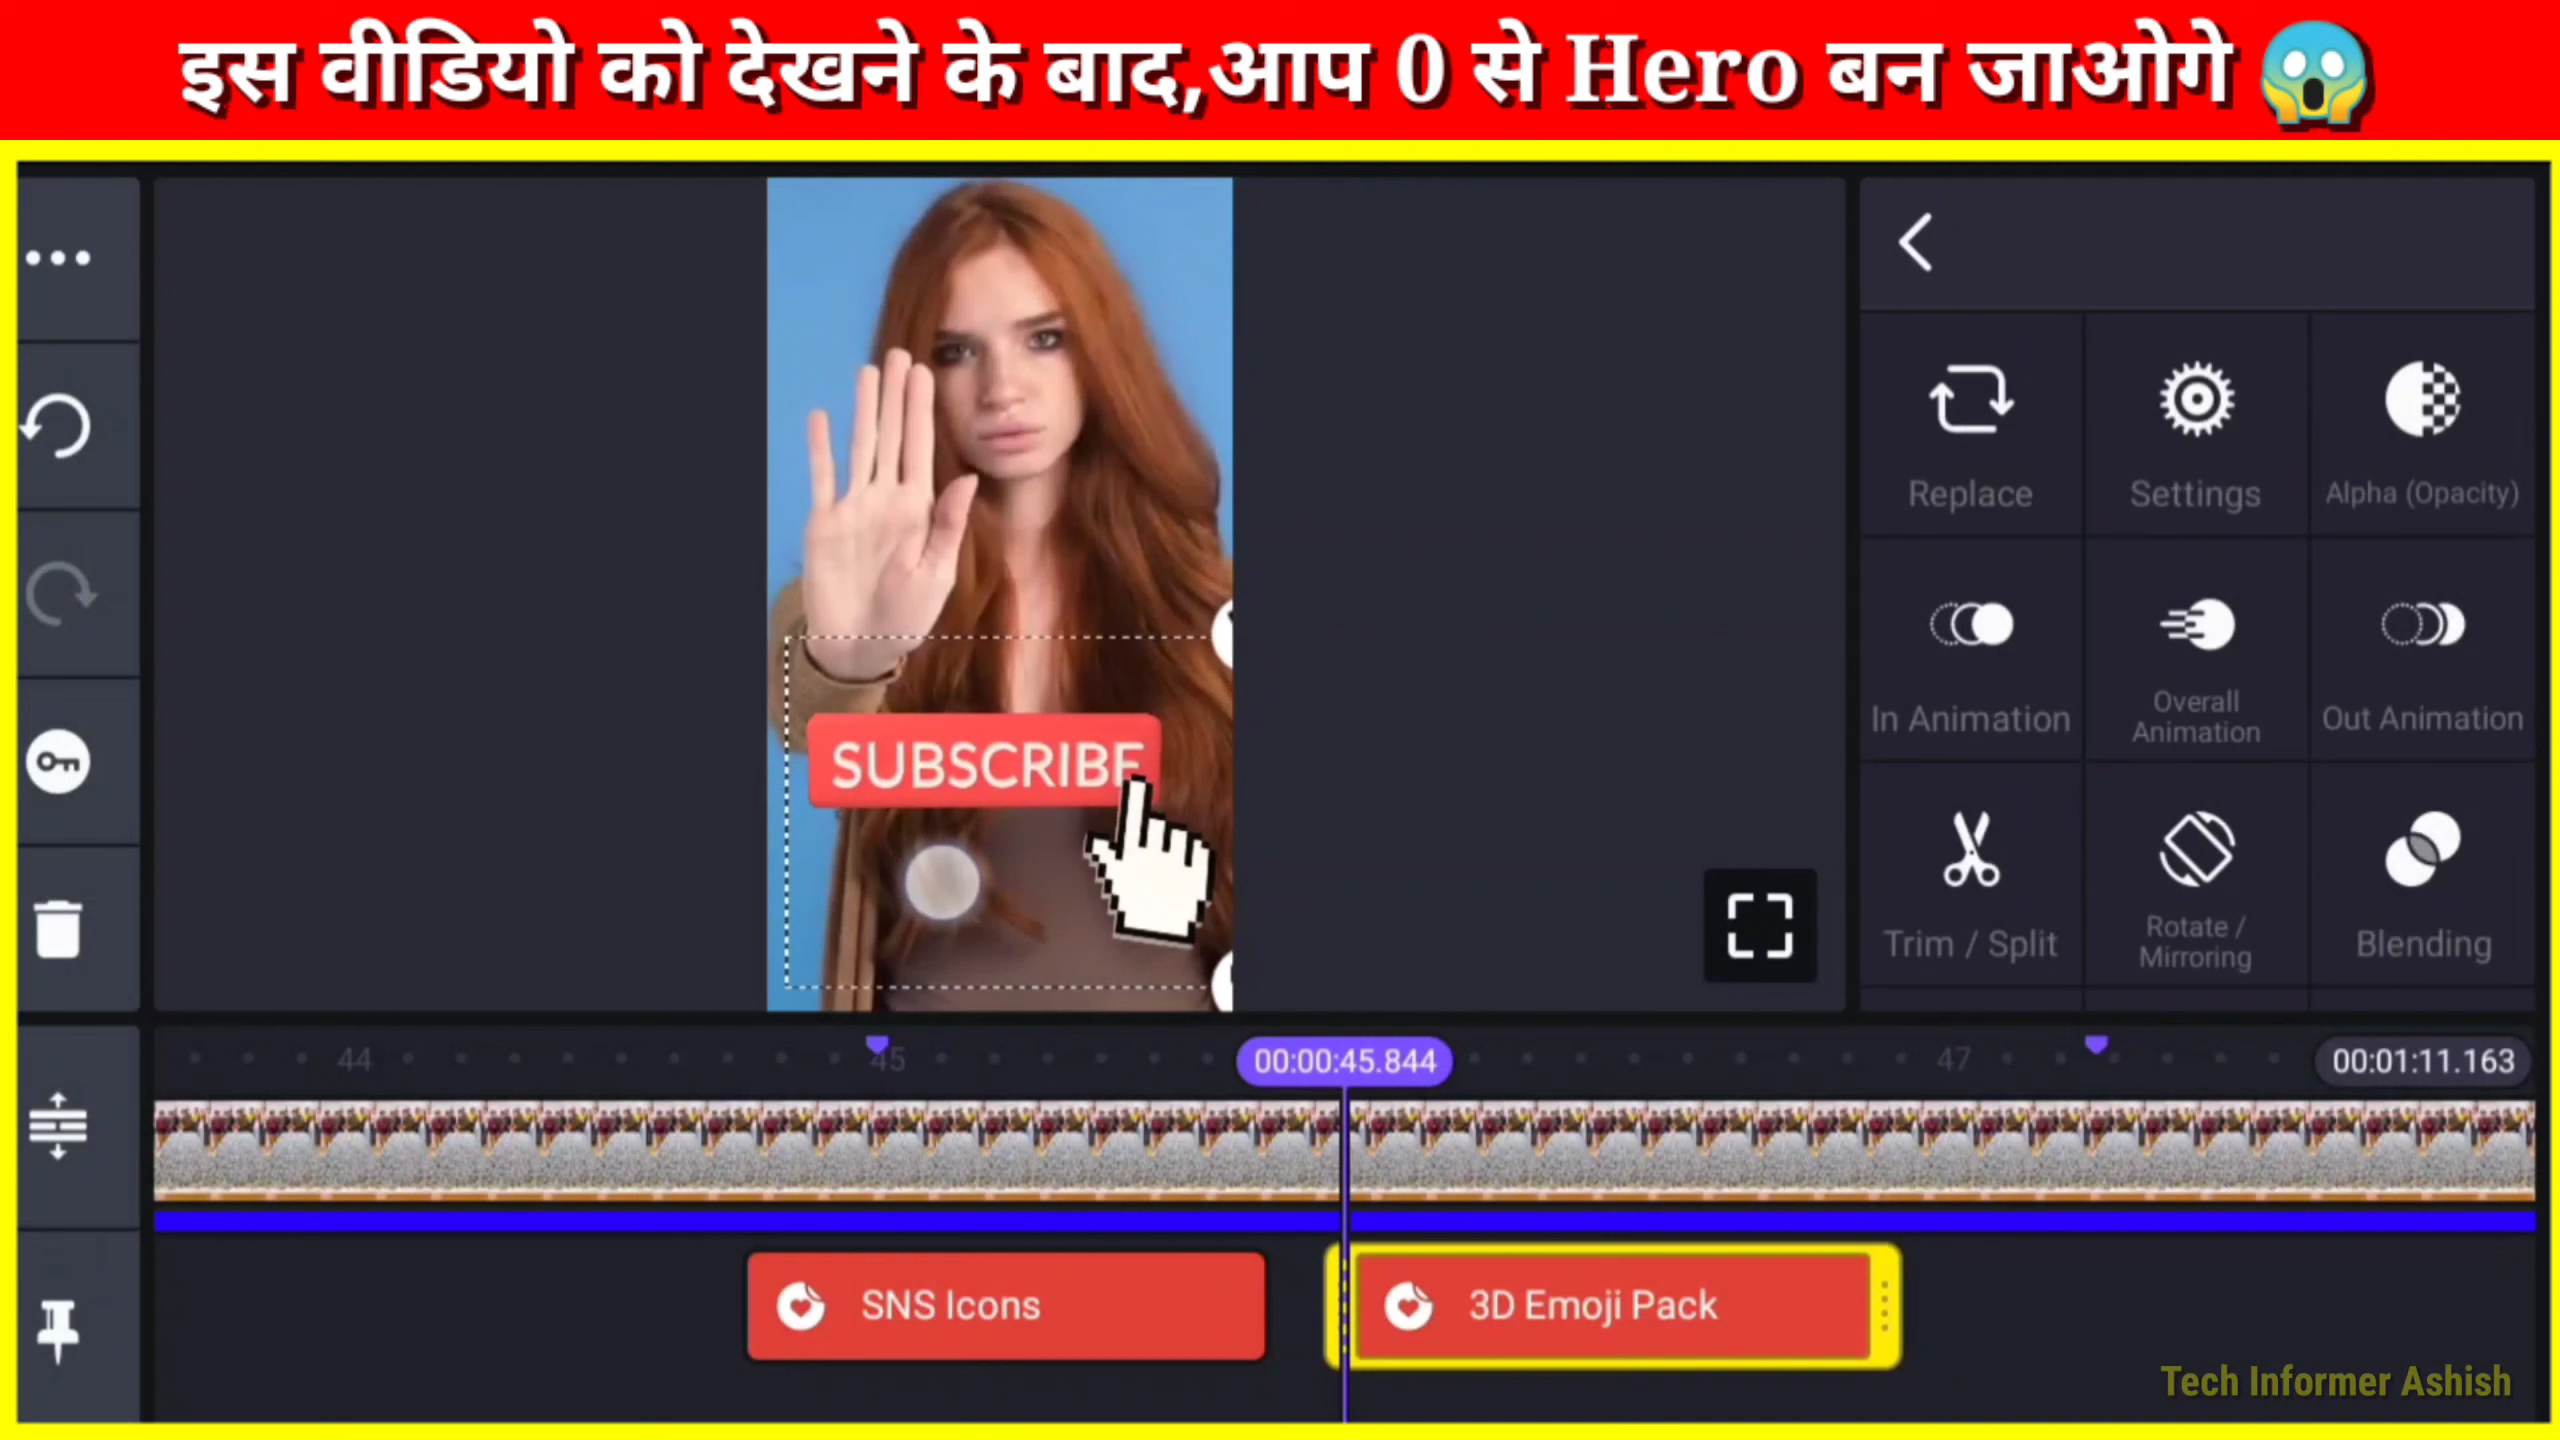 इस वीडियो को देखने के बाद,आप 0 से Hero बन जाओगे 😱
Replace
Settings
Alpha (Opacity)
In Animation
Overall
Animation
Out Animation
SUBSCRIBE
Trim / Split
Rotate /
Mirroring
Blending
44
45
00:00:45.844
47
00:01:11.163
SNS Icons
3D Emoji Pack
Tech Informer Ashish